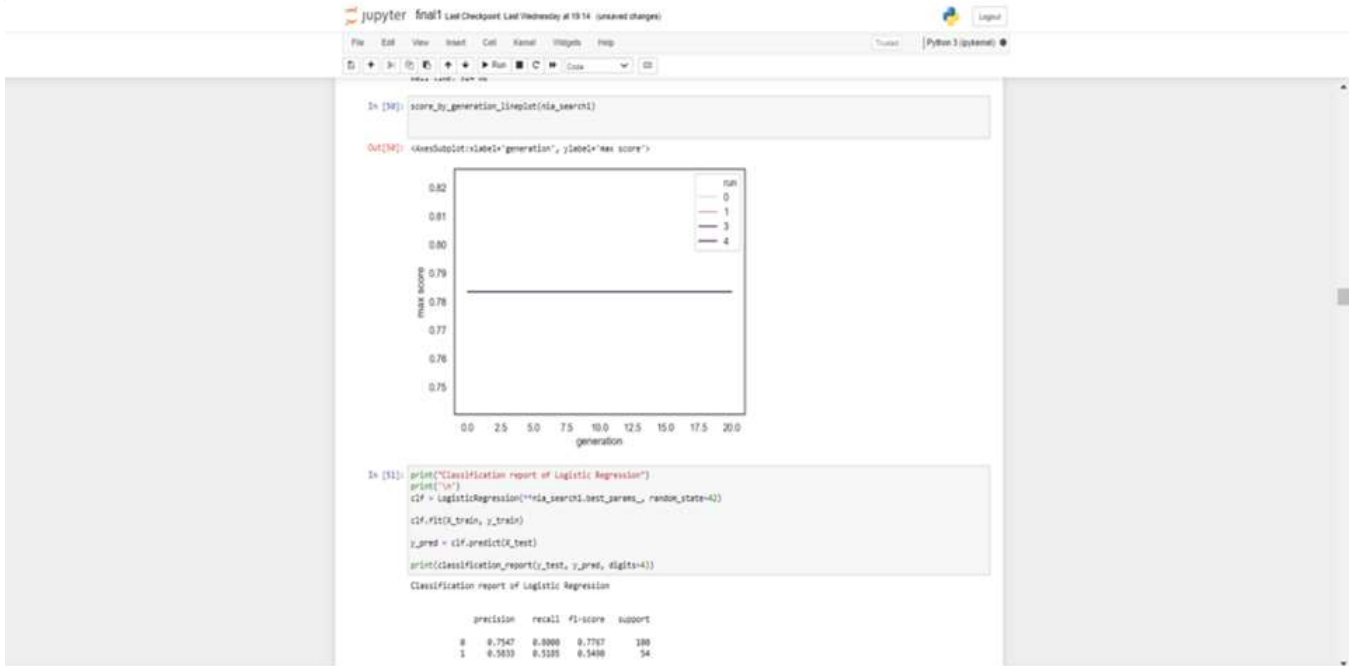 jupyter final1 Last Checkpoint: Last Wednesday at 19:14 (unsaved changes)
Logout
File Edit View Insert Cell Kernel Widgets Help
Trusted Python 3 (ipykernel)
Run Code
In [50]: score_by_generation_lineplot(nia_search1)
Out[50]: <AxesSubplot:xlabel='generation', ylabel='max score'>
run
0
1
3
4
0.82
0.81
0.80
0.79
0.78
0.77
0.76
0.75
max score
0.0 2.5 5.0 7.5 10.0 12.5 15.0 17.5 20.0
generation
In [51]: print("Classification report of Logistic Regression")
print('\n')
clf = LogisticRegression(**nia_search1.best_params_, random_state=42)
clf.fit(X_train, y_train)
y_pred = clf.predict(X_test)
print(classification_report(y_test, y_pred, digits=4))
Classification report of Logistic Regression
precision recall f1-score support
0 0.7547 0.8000 0.7767 100
1 0.5833 0.5185 0.5490 54